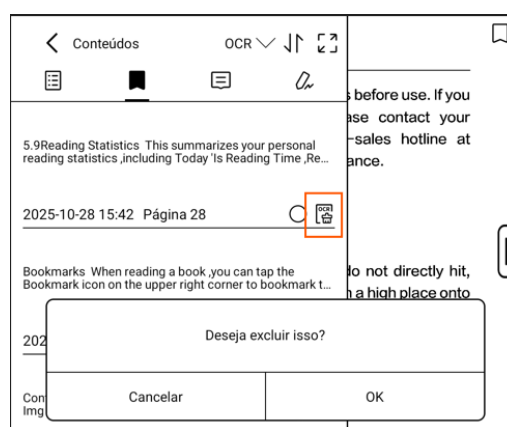 Conteúdos OCR
s before use. If you
ase contact your
-sales hotline at
ance.
5.9Reading Statistics This summarizes your personal
reading statistics ,including Today 'Is Reading Time ,Re...
2025-10-28 15:42 Página 28
OCR
Bookmarks When reading a book ,you can tap the
Bookmark icon on the upper right corner to bookmark t...
do not directly hit,
n a high place onto
202
Deseja excluir isso?
Cancelar
OK
Con
Img